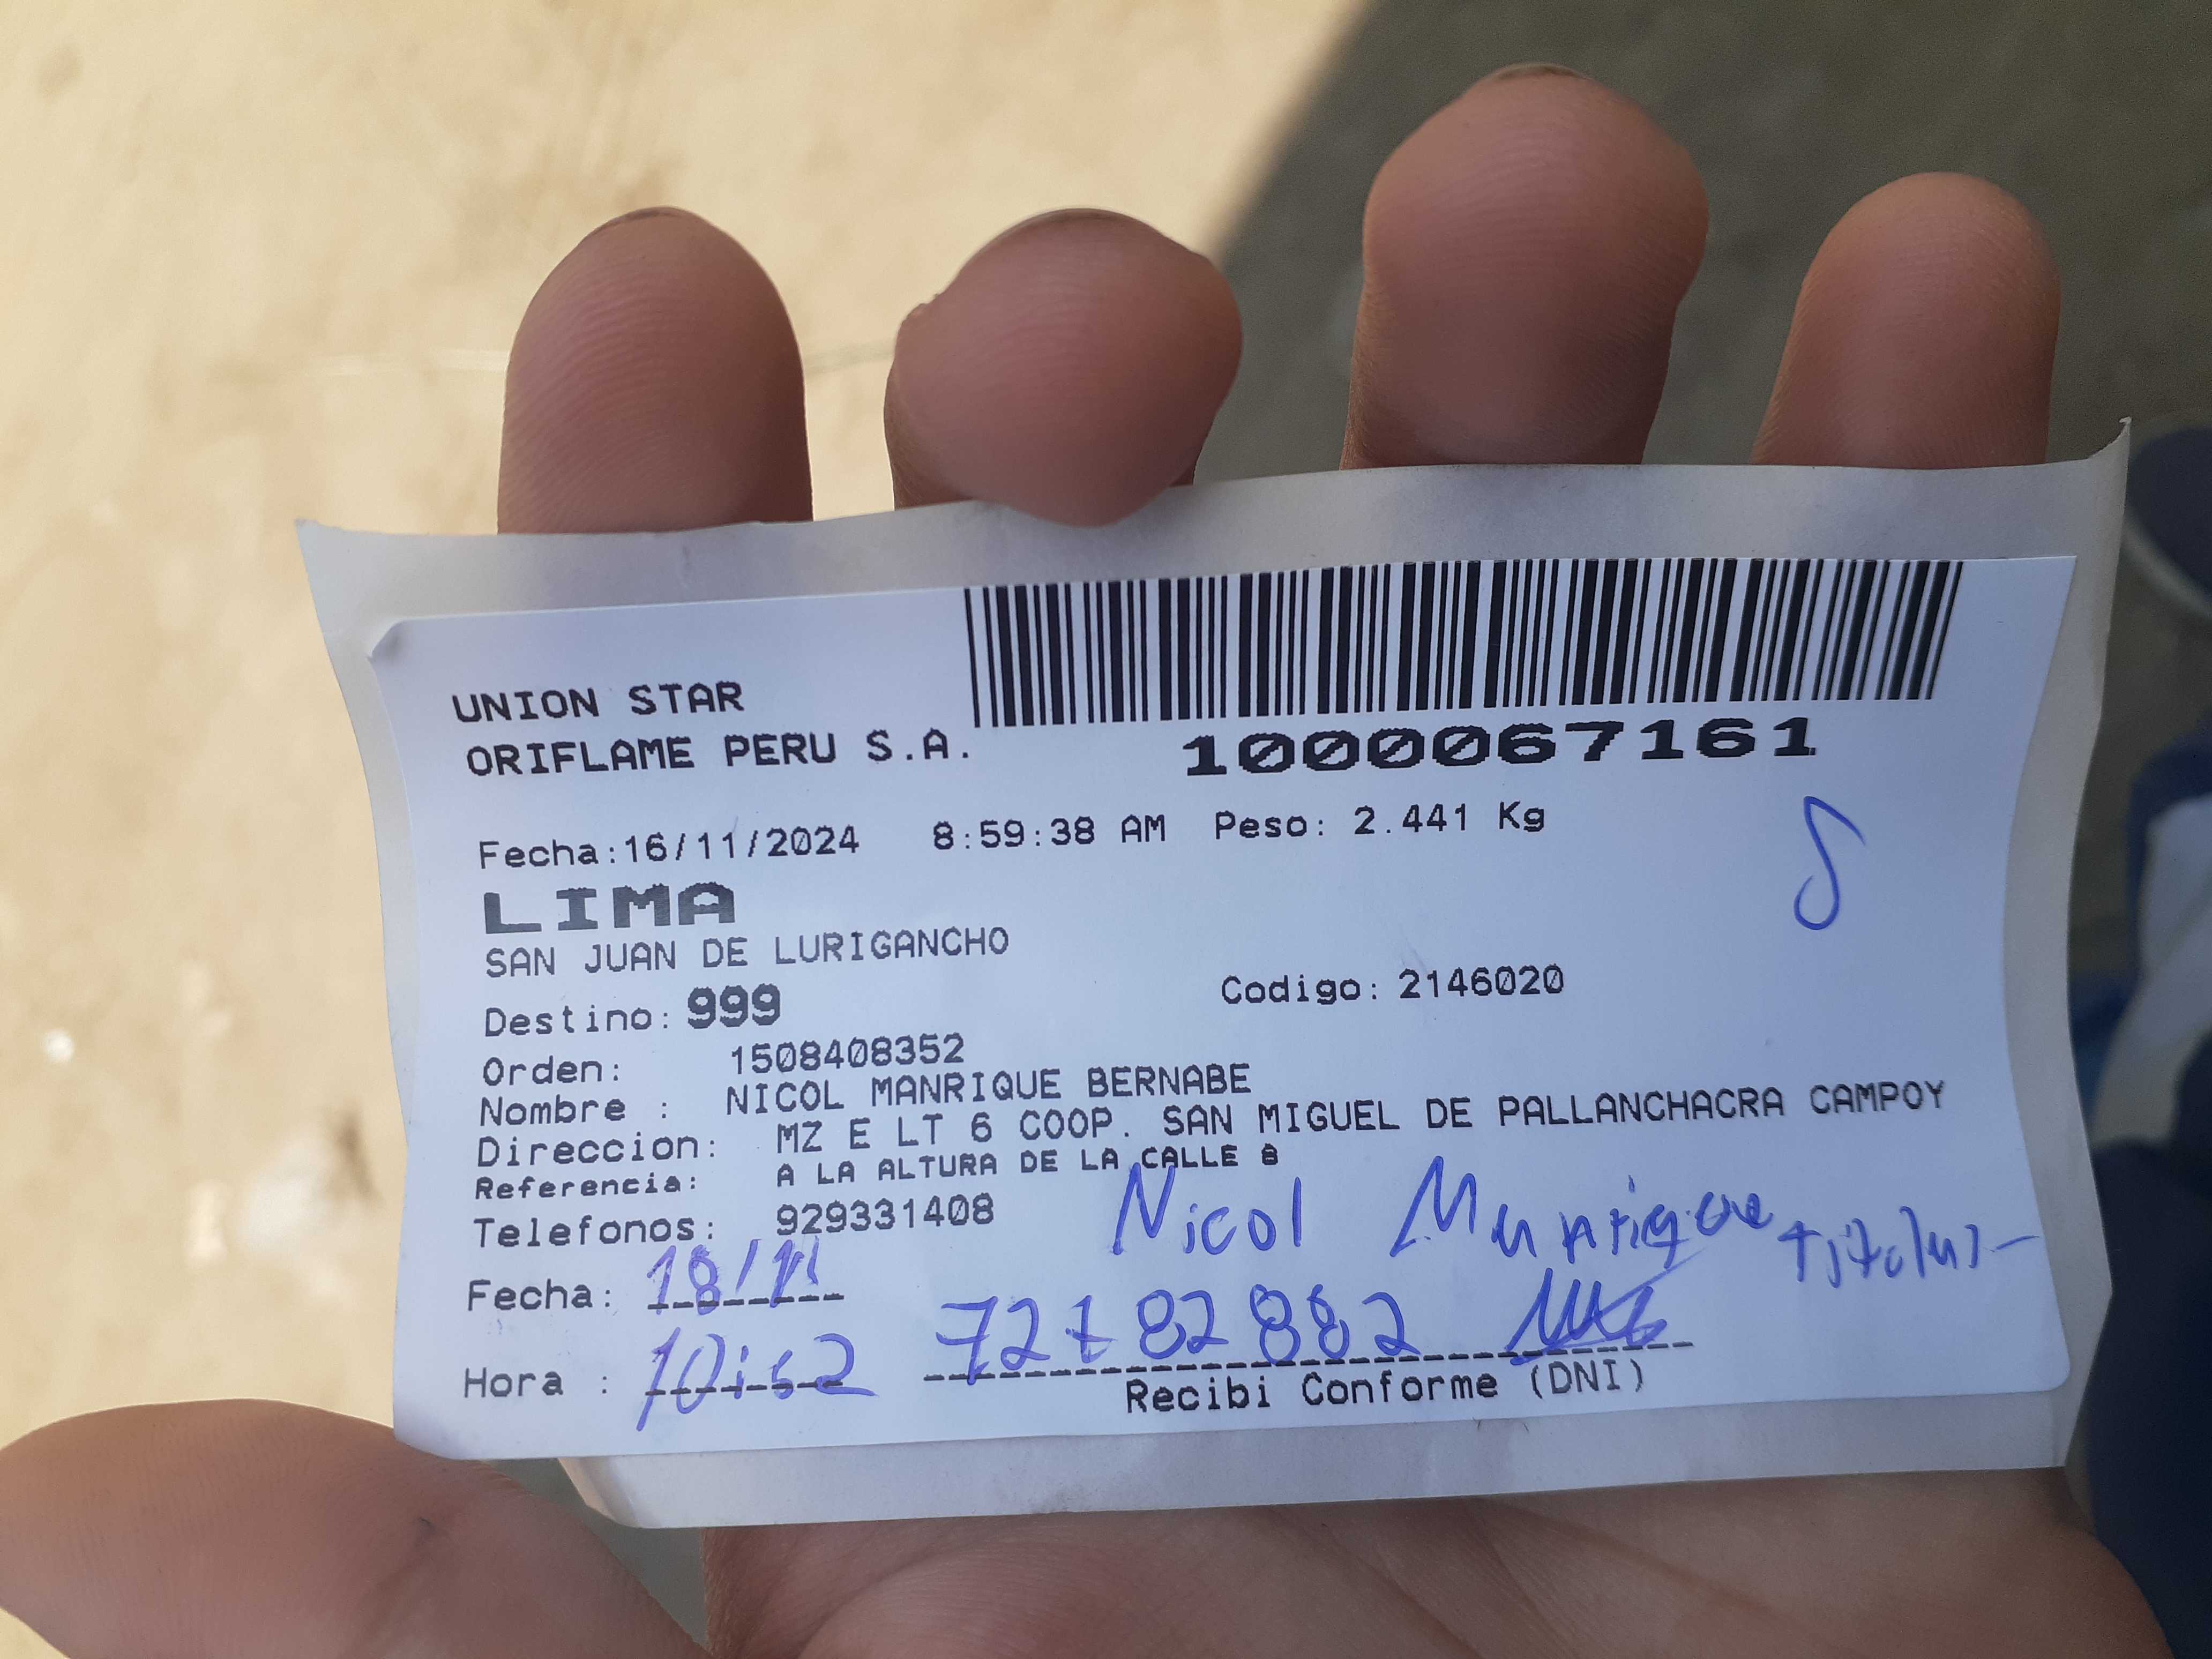 UNION STAR
ORIFLAME PERU S.A.
1000067161
Fecha:16/11/2024 8:59:38 AM Peso: 2.441 Kg
LIMA
SAN JUAN DE LURIGANCHO
Destino: 999 Codigo: 2146020
Orden: 1508408352
Nombre : NICOL MANRIQUE BERNABE
Direccion: MZ E LT 6 COOP. SAN MIGUEL DE PALLANCHACRA CAMPOY
Referencia: A LA ALTURA DE LA CALLE 8
Telefonos: 929331408
Nicol Manrique
Fecha: 18/11
Hora : 10:52 72782882
Recibi Conforme (DNI)